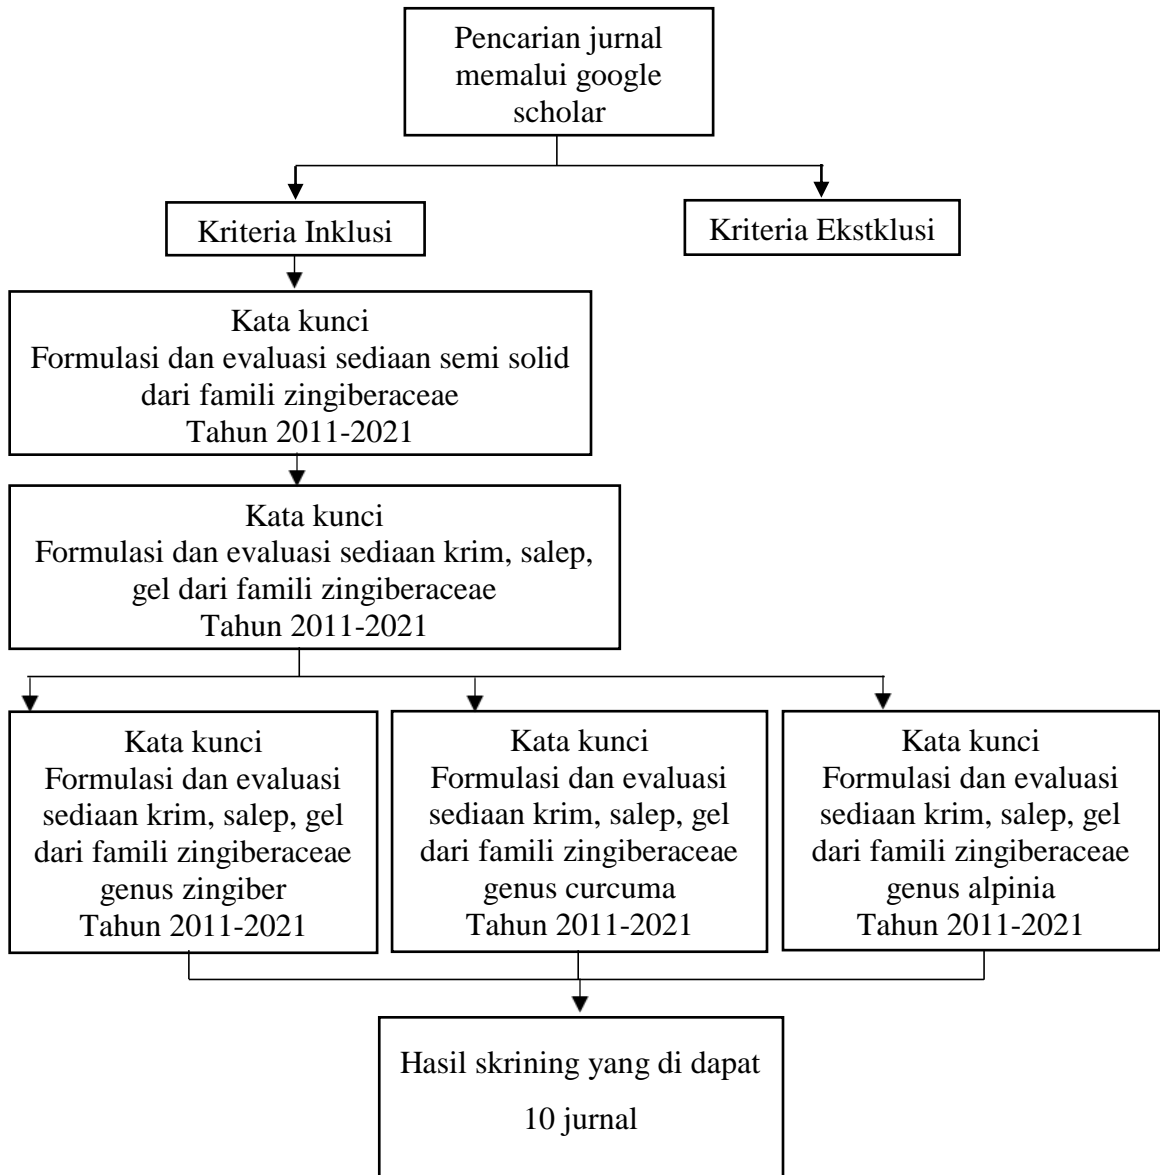 Pencarian jurnal
memalui google
scholar
Kriteria Inklusi
Kriteria Ekstklusi
Kata kunci
Formulasi dan evaluasi sediaan semi solid
dari famili zingiberaceae
Tahun 2011-2021
Kata kunci
Formulasi dan evaluasi sediaan krim, salep,
gel dari famili zingiberaceae
Tahun 2011-2021
Kata kunci
Formulasi dan evaluasi
sediaan krim, salep, gel
dari famili zingiberaceae
genus zingiber
Tahun 2011-2021
Kata kunci
Formulasi dan evaluasi
sediaan krim, salep, gel
dari famili zingiberaceae
genus curcuma
Tahun 2011-2021
Kata kunci
Formulasi dan evaluasi
sediaan krim, salep, gel
dari famili zingiberaceae
genus alpinia
Tahun 2011-2021
Hasil skrining yang di dapat
10 jurnal